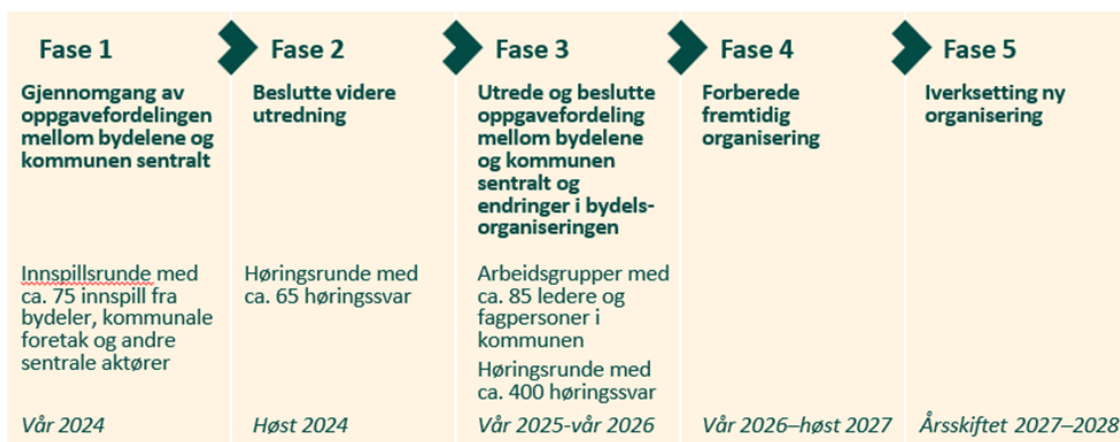 Fase 1
Gjennomgang av
oppgavefordelingen
mellom bydelene og
kommunen sentralt
Innspillsrunde med
ca. 75 innspill fra
bydeler, kommunale
foretak og andre
sentrale aktører
Vår 2024
Fase 2
Beslutte videre
utredning
Høringsrunde med
ca. 65 høringssvar
Høst 2024
Fase 3
Utrede og beslutte
oppgavefordeling
mellom bydelene
og kommunen
sentralt og
endringer i bydels-
organiseringen
Arbeidsgrupper med
ca. 85 ledere og
fagpersoner i
kommunen
Høringsrunde med
ca. 400 høringssvar
Vår 2025-vår 2026
Fase 4
Forberede
fremtidig
organisering
Vår 2026–høst 2027
Fase 5
Iverksetting ny
organisering
Årsskiftet 2027–2028